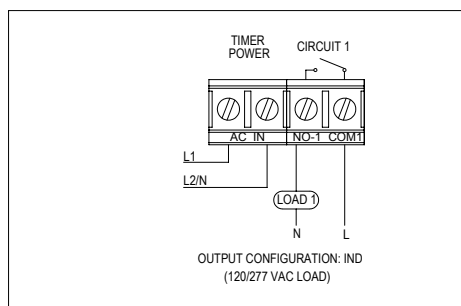 TIMER
POWER
CIRCUIT 1
AC IN NO-1 COM1
L1
L2/N
LOAD 1
N L
OUTPUT CONFIGURATION: IND
(120/277 VAC LOAD)